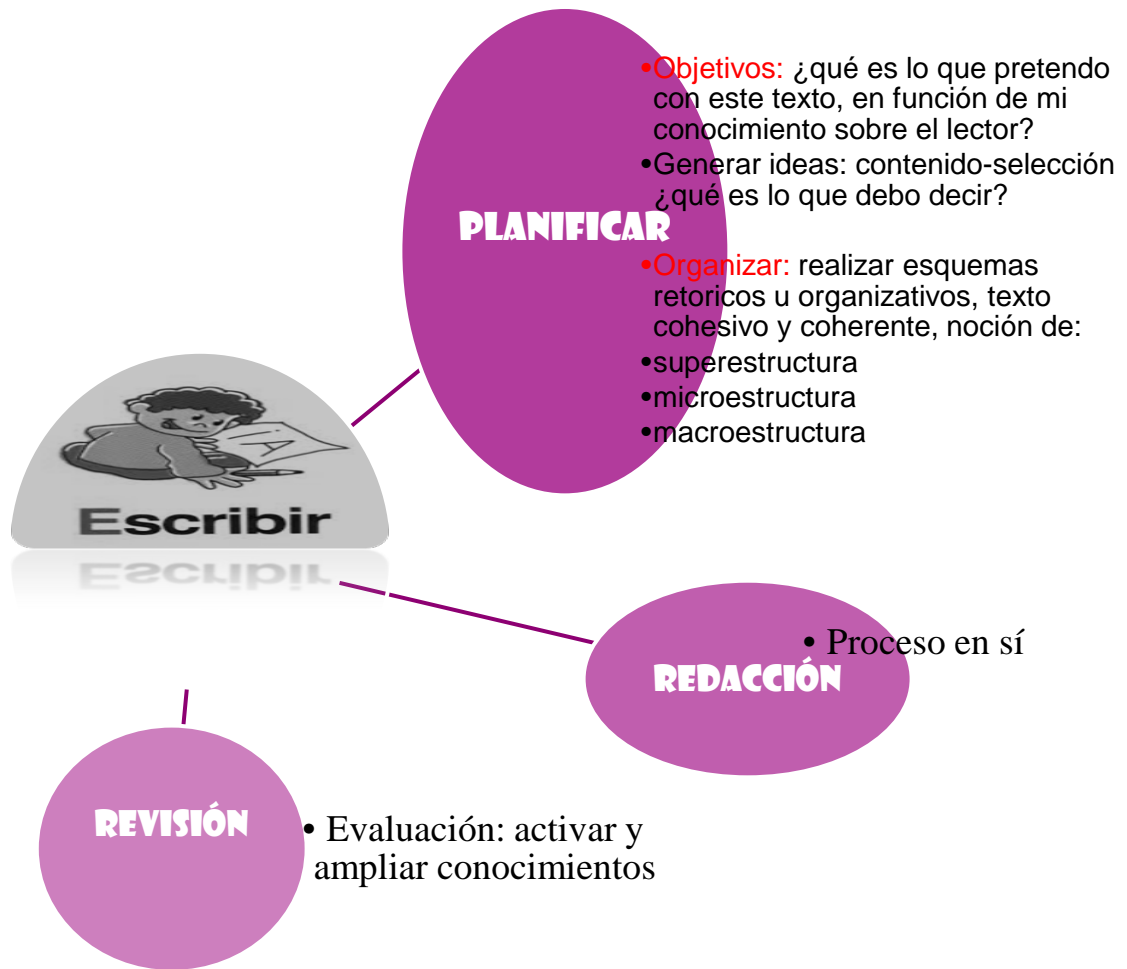 •Objetivos: ¿qué es lo que pretendo
con este texto, en función de mi
conocimiento sobre el lector?
•Generar ideas: contenido-selección
¿qué es lo que debo decir?
PLANIFICAR
•Organizar: realizar esquemas
retoricos u organizativos, texto
cohesivo y coherente, noción de:
•superestructura
•microestructura
•macroestructura
A
Escribir
• Proceso en sí
REDACCIÓN
REVISIÓN
• Evaluación: activar y
ampliar conocimientos